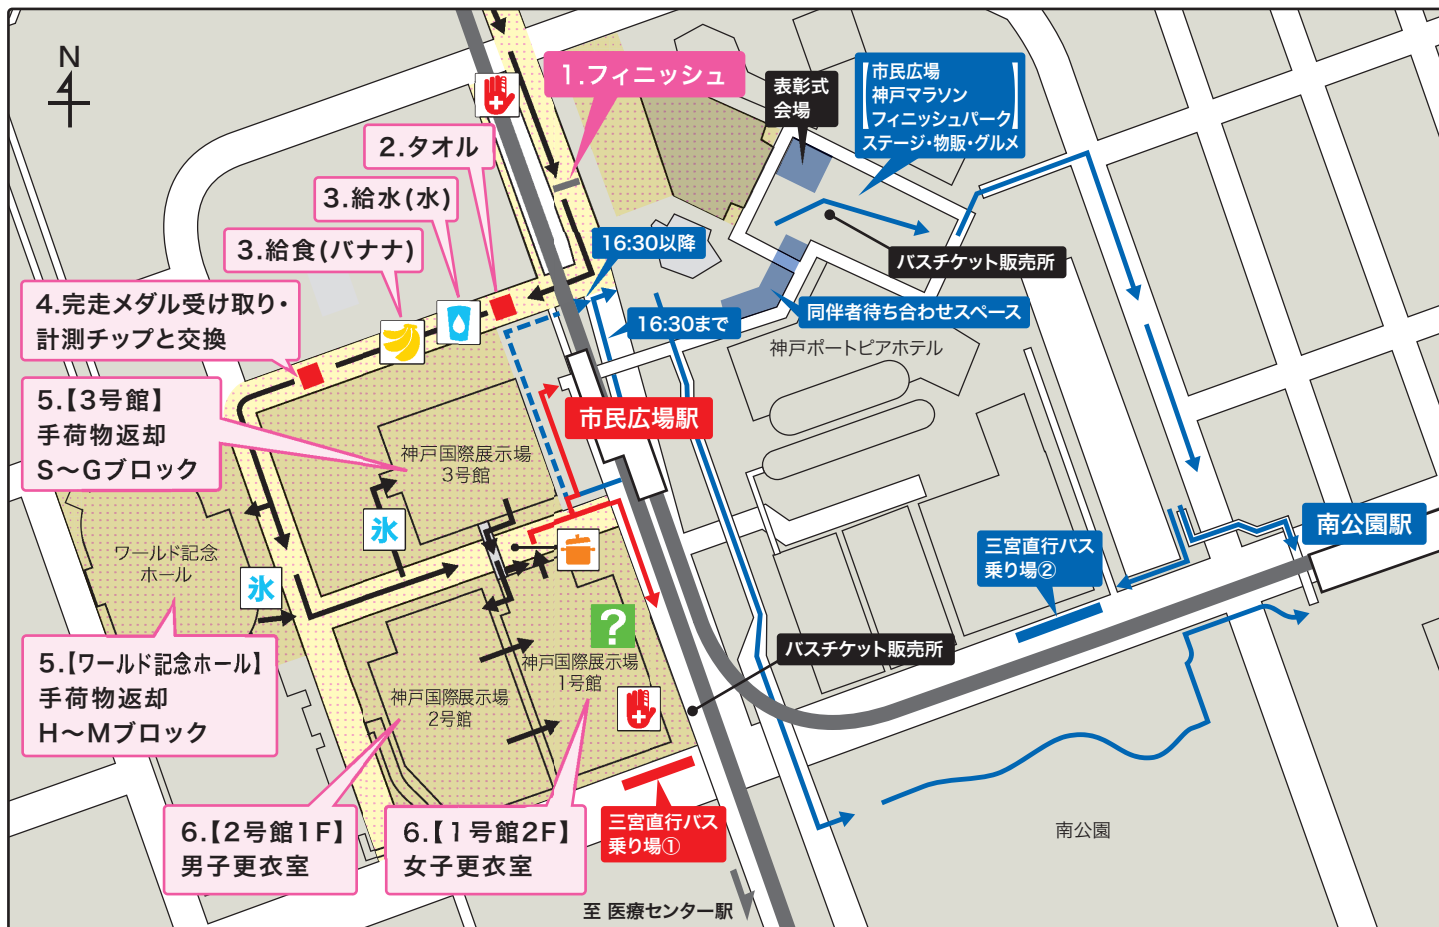 N
1.フィニッシュ
2.タオル
3.給水(水)
3.給食(バナナ)
4.完走メダル受け取り・
計測チップと交換
5.【3号館】
手荷物返却
S～Gブロック
表彰式
会場
市民広場
神戸マラソン
フィニッシュパーク
ステージ・物販・グルメ
バスチケット販売所
16:30以降
16:30まで
同伴者待ち合わせスペース
神戸ポートピアホテル
市民広場駅
神戸国際展示場
3号館
氷
ワールド記念
ホール
氷
南公園駅
三宮直行バス
乗り場②
?
神戸国際展示場
1号館
バスチケット販売所
5.【ワールド記念ホール】
手荷物返却
H～Mブロック
神戸国際展示場
2号館
6.【2号館1F】
男子更衣室
6.【1号館2F】
女子更衣室
三宮直行バス
乗り場①
南公園
至 医療センター駅